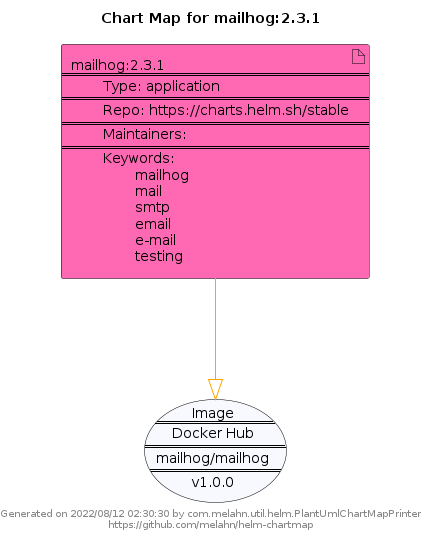 Chart Map for mailhog:2.3.1
mailhog:2.3.1
Type: application
Repo: https://charts.helm.sh/stable
Maintainers:
Keywords:
mailhog
mail
smtp
email
e-mail
testing
Image
Docker Hub
mailhog/mailhog
v1.0.0
Generated on 2022/08/12 02:30:30 by com.melahn.util.helm.PlantUmlChartMapPrinter
https://github.com/melahn/helm-chartmap